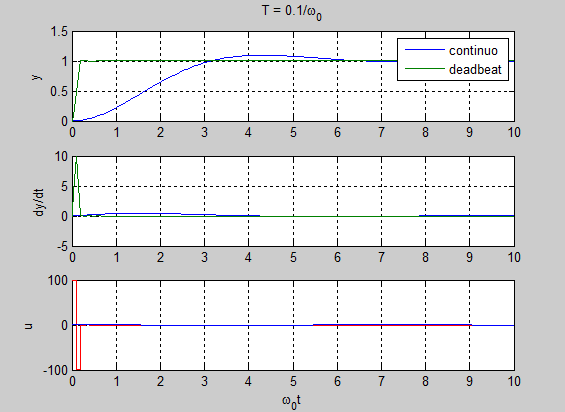 T = 0.1/ω0
1.5
1
0.5
0
y
continuo
deadbeat
0 1 2 3 4 5 6 7 8 9 10
10
5
0
-5
dy/dt
0 1 2 3 4 5 6 7 8 9 10
100
0
-100
u
0 1 2 3 4 5 6 7 8 9 10
ω0t